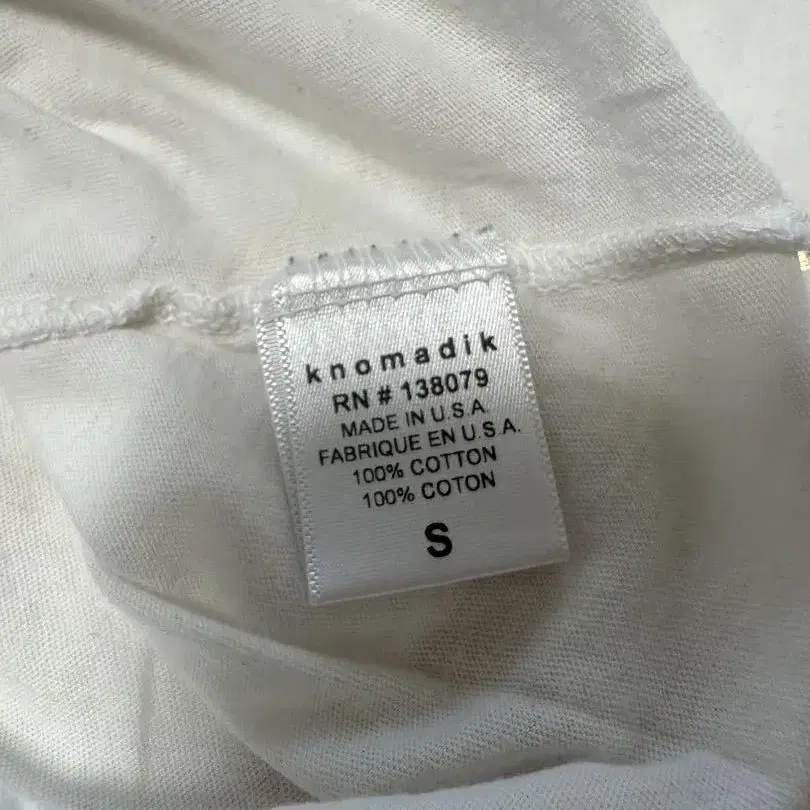 knomadik
RN # 138079
MADE IN U.S.A.
FABRIQUE EN U.S.A.
100% COTTON
100% COTON
S